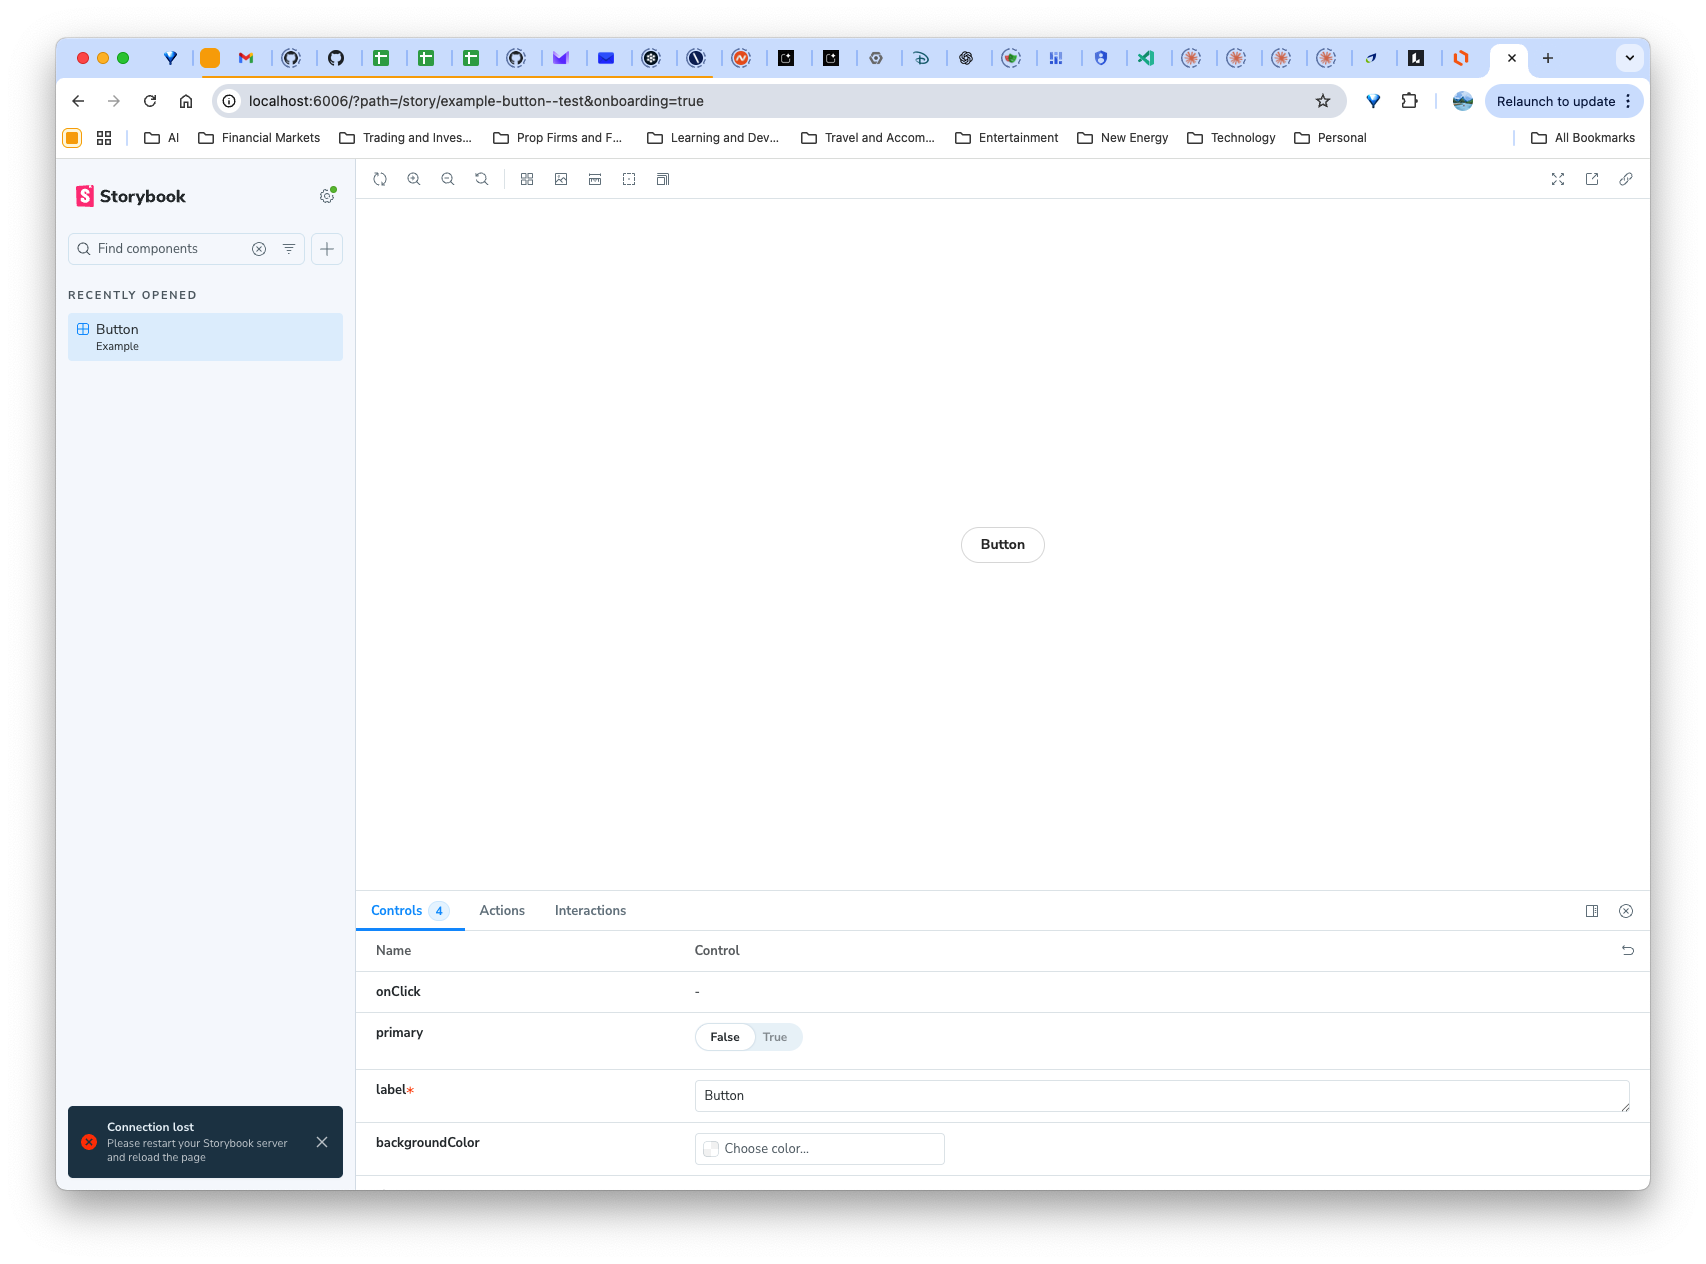 localhost:6006/?path=/story/example-button--test&onboarding=true
Relaunch to update
AI
Financial Markets
Trading and Inves...
Prop Firms and F...
Learning and Dev...
Travel and Accom...
Entertainment
New Energy
Technology
Personal
All Bookmarks
Storybook
Find components
RECENTLY OPENED
Button
Example
Button
Controls 4
Actions
Interactions
Name
Control
onClick
-
primary
False True
label*
Button
backgroundColor
Choose color...
Connection lost
Please restart your Storybook server
and reload the page